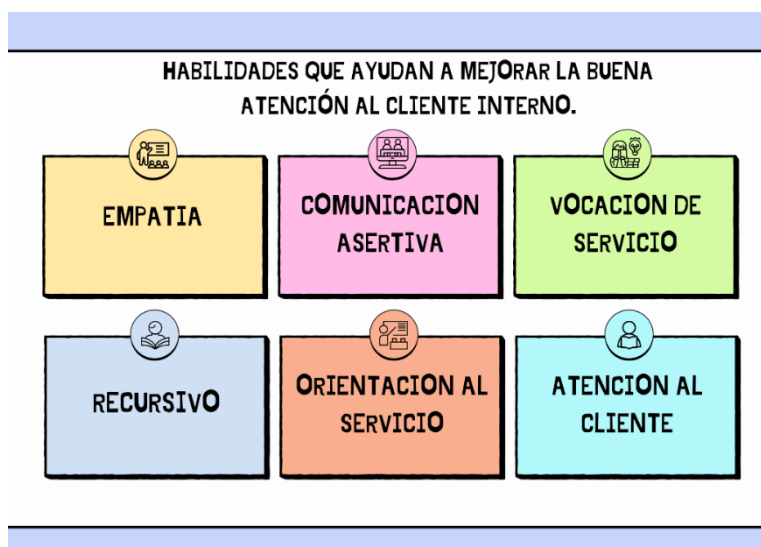 HABILIDADES QUE AYUDAN A MEJORAR LA BUENA
ATENCIÓN AL CLIENTE INTERNO.
EMPATIA
COMUNICACION
ASERTIVA
VOCACION DE
SERVICIO
RECURSIVO
ORIENTACION AL
SERVICIO
ATENCION AL
CLIENTE